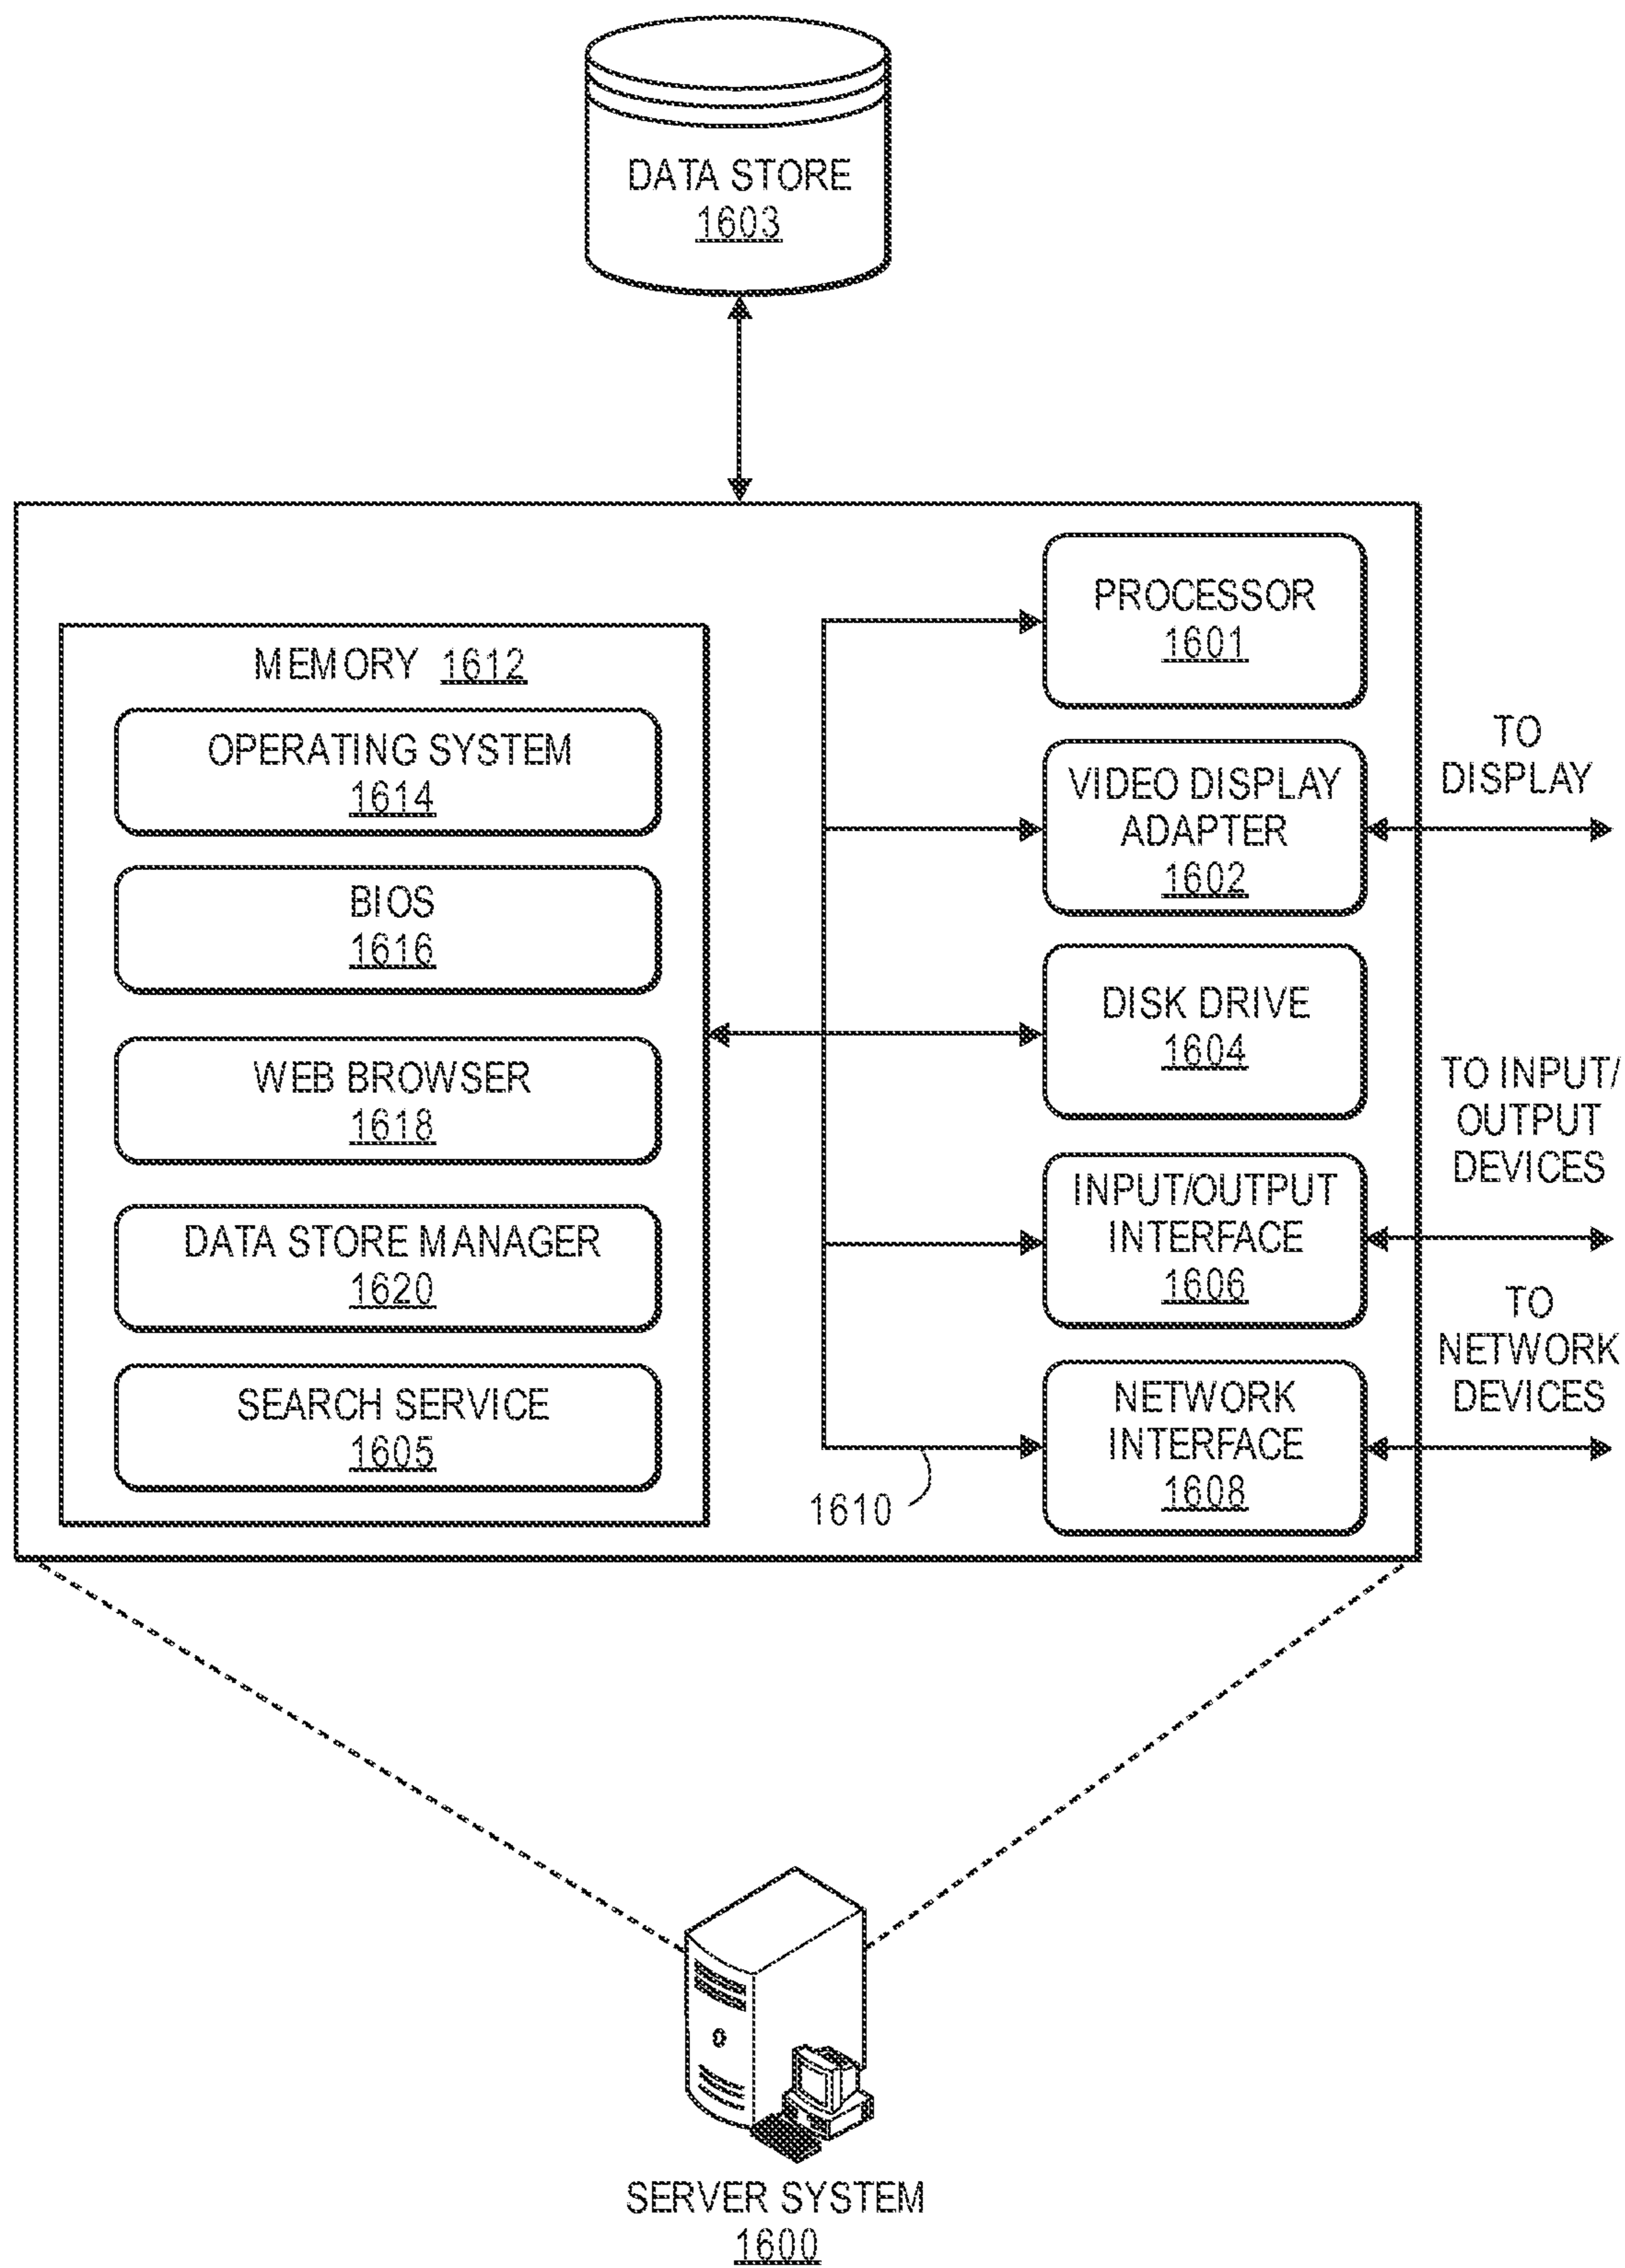 DATA STORE
1603
MEMORY 1612
OPERATING SYSTEM
1614
BIOS
1616
WEB BROWSER
1618
DATA STORE MANAGER
1620
SEARCH SERVICE
1605
PROCESSOR
1601
VIDEO DISPLAY
ADAPTER
1602
DISK DRIVE
1604
INPUT/OUTPUT
INTERFACE
1606
NETWORK
INTERFACE
1608
1610
TO
DISPLAY
TO INPUT/
OUTPUT
DEVICES
TO
NETWORK
DEVICES
SERVER SYSTEM
1600